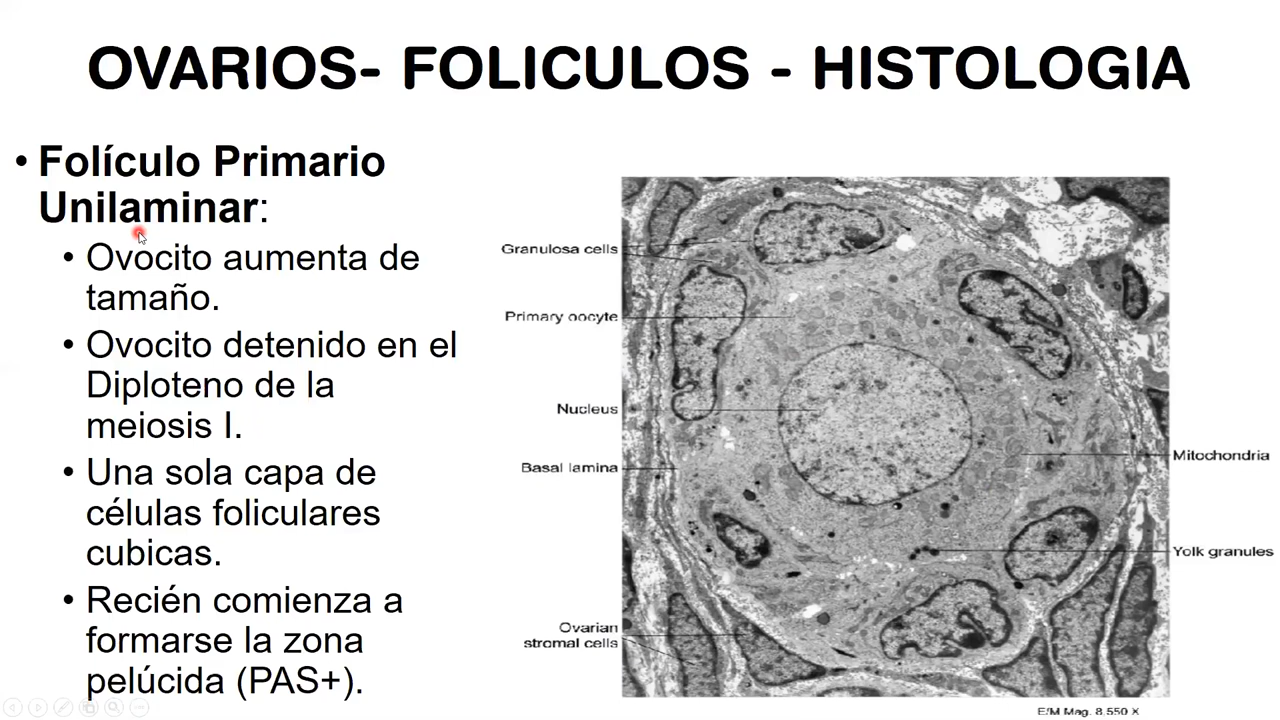 OVARIOS- FOLICULOS - HISTOLOGIA
• Folículo Primario
Unilaminar:
• Ovocito aumenta de
tamaño.
• Ovocito detenido en el
Diploteno de la
meiosis I.
• Una sola capa de
células foliculares
cubicas.
• Recién comienza a
formarse la zona
pelúcida (PAS+).
Granulosa cells
Primary oocyte
Nucleus
Basal lamina
Ovarian
stromal cells
Mitochondria
Yolk granules
E/M Mag. 8,550 X